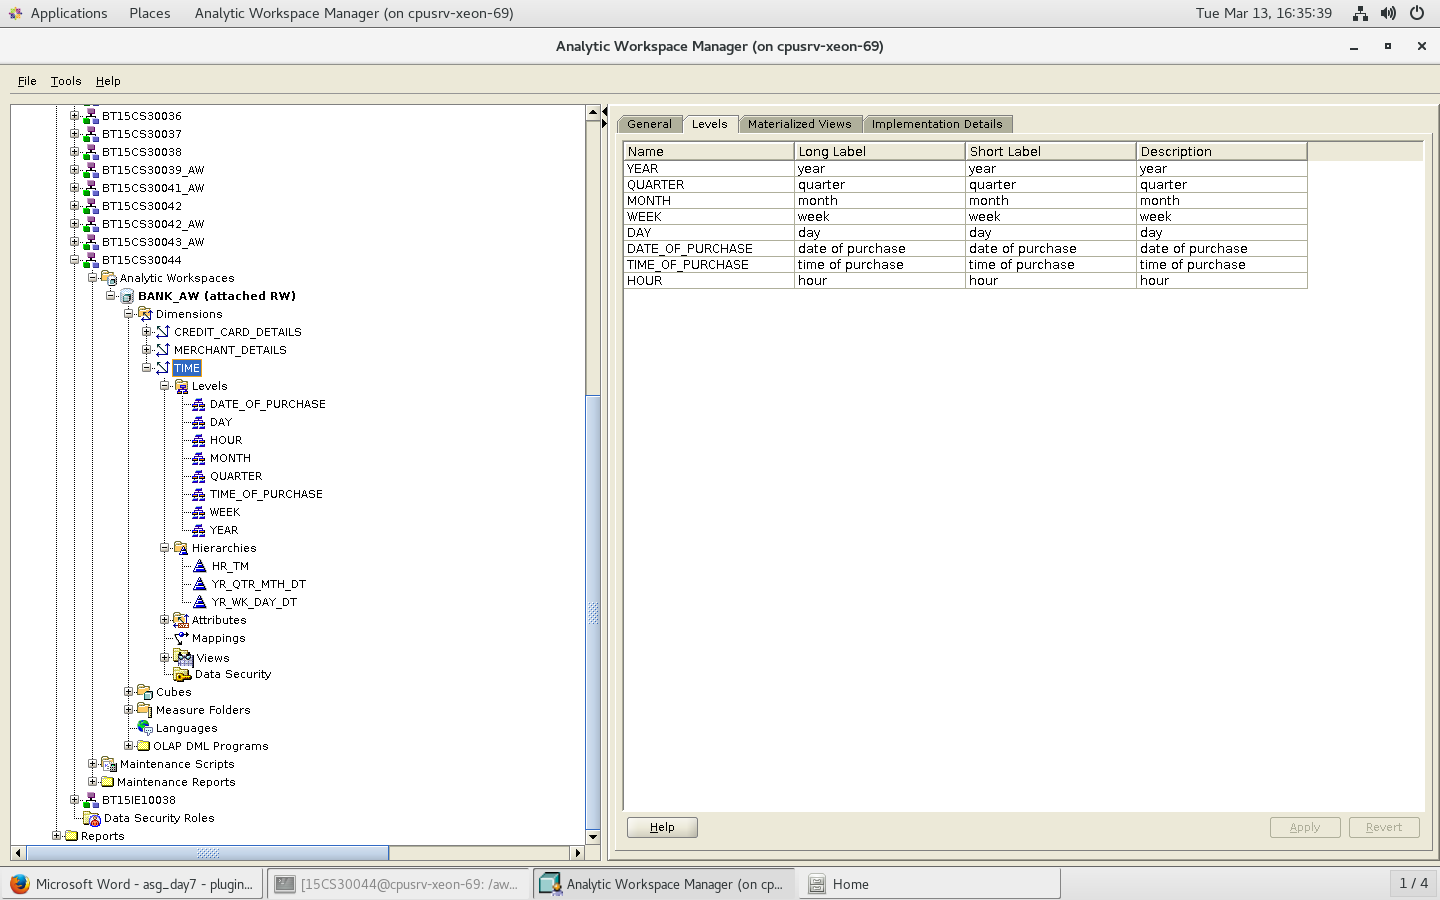 Applications Places Analytic Workspace Manager (on cpusrv-xeon-69) Tue Mar 13, 16:35:39
Analytic Workspace Manager (on cpusrv-xeon-69)
File Tools Help
BT15CS30036
BT15CS30037
BT15CS30038
BT15CS30039_AW
BT15CS30041_AW
BT15CS30042
BT15CS30042_AW
BT15CS30043_AW
BT15CS30044
Analytic Workspaces
BANK_AW (attached RW)
Dimensions
CREDIT_CARD_DETAILS
MERCHANT_DETAILS
TIME
Levels
DATE_OF_PURCHASE
DAY
HOUR
MONTH
QUARTER
TIME_OF_PURCHASE
WEEK
YEAR
Hierarchies
HR_TM
YR_QTR_MTH_DT
YR_WK_DAY_DT
Attributes
Mappings
Views
Data Security
Cubes
Measure Folders
Languages
OLAP DML Programs
Maintenance Scripts
Maintenance Reports
BT15IE10038
Data Security Roles
Reports
General Levels Materialized Views Implementation Details
Name Long Label Short Label Description
YEAR year year year
QUARTER quarter quarter quarter
MONTH month month month
WEEK week week week
DAY day day day
DATE_OF_PURCHASE date of purchase date of purchase date of purchase
TIME_OF_PURCHASE time of purchase time of purchase time of purchase
HOUR hour hour hour
Help Apply Revert
Microsoft Word - asg_day7 - plugin... [15CS30044@cpusrv-xeon-69: /aw... Analytic Workspace Manager (on cp... Home 1 / 4